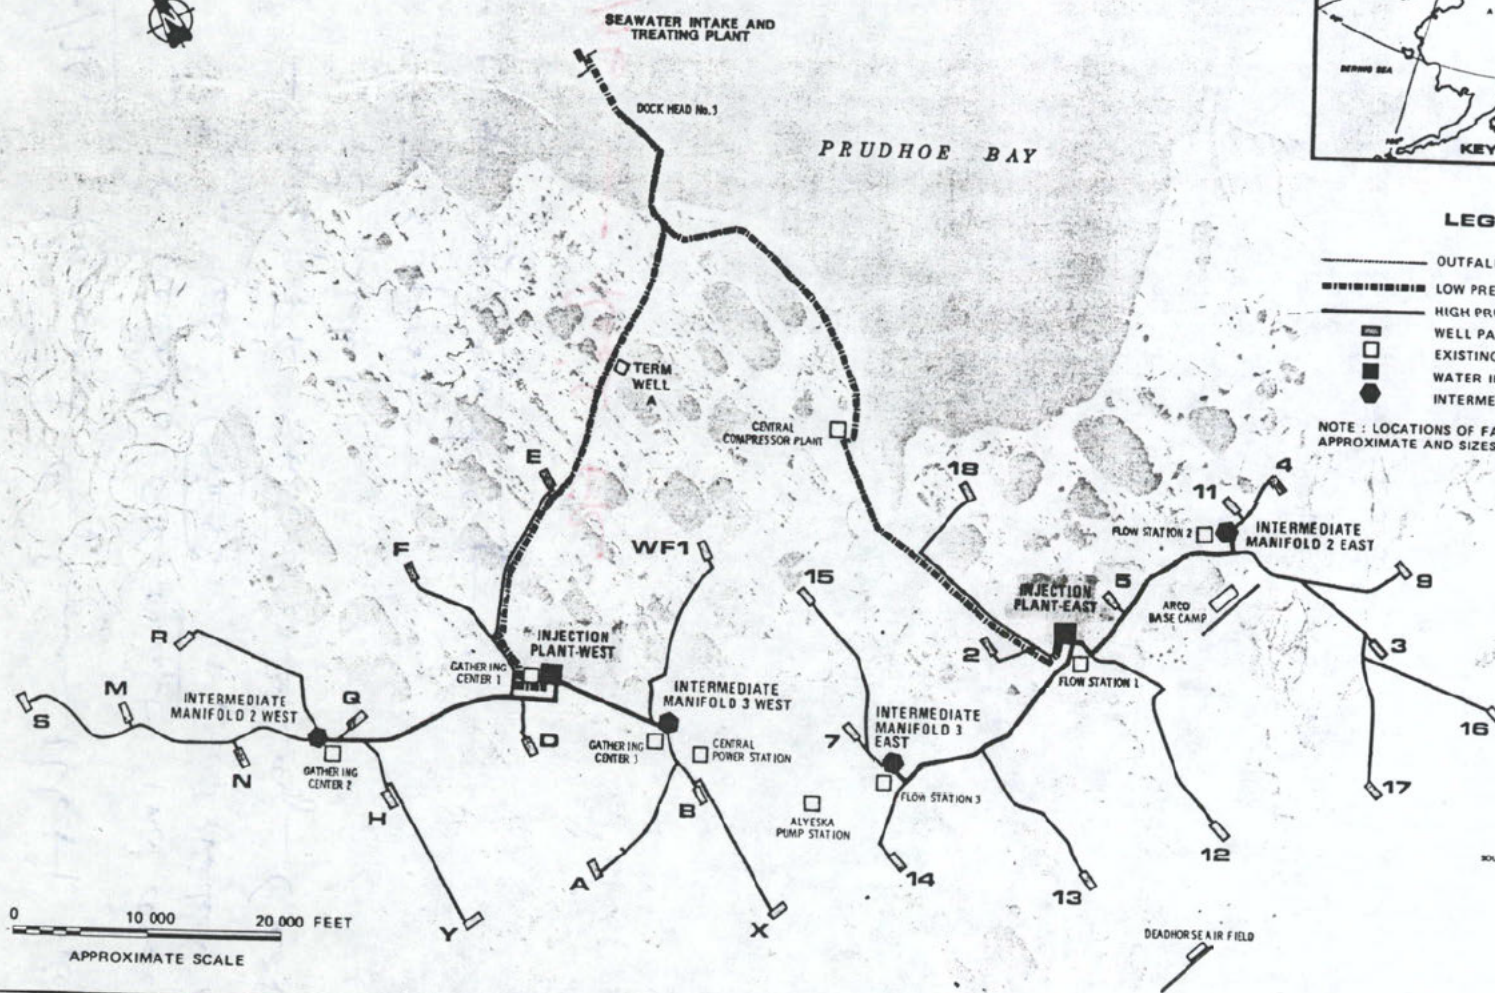 N
SEAWATER INTAKE AND
TREATING PLANT
DOCK HEAD No.3
PRUDHOE BAY
BERING SEA
KEY
LEG
OUTFAL
LOW PRE
HIGH PR
WELL PA
EXISTING
WATER I
INTERME
NOTE : LOCATIONS OF FA
APPROXIMATE AND SIZES
TERM
WELL
A
CENTRAL
COMPRESSOR PLANT
E
18
4
11
FLOW STATION 2
INTERMEDIATE
MANIFOLD 2 EAST
F
WF1
15
9
INJECTION
PLANT-EAST
5
ARCO
BASE CAMP
R
INJECTION
PLANT-WEST
2
3
GATHERING
CENTER 1
FLOW STATION 1
M
S
INTERMEDIATE
MANIFOLD 2 WEST
Q
INTERMEDIATE
MANIFOLD 3 WEST
INTERMEDIATE
MANIFOLD 3
EAST
7
16
D
GATHERING
CENTER 3
CENTRAL
POWER STATION
N
GATHERING
CENTER 2
H
B
FLOW STATION 3
17
ALYESKA
PUMP STATION
12
A
14
13
Y
X
DEADHORSE AIR FIELD
0 10 000 20 000 FEET
APPROXIMATE SCALE